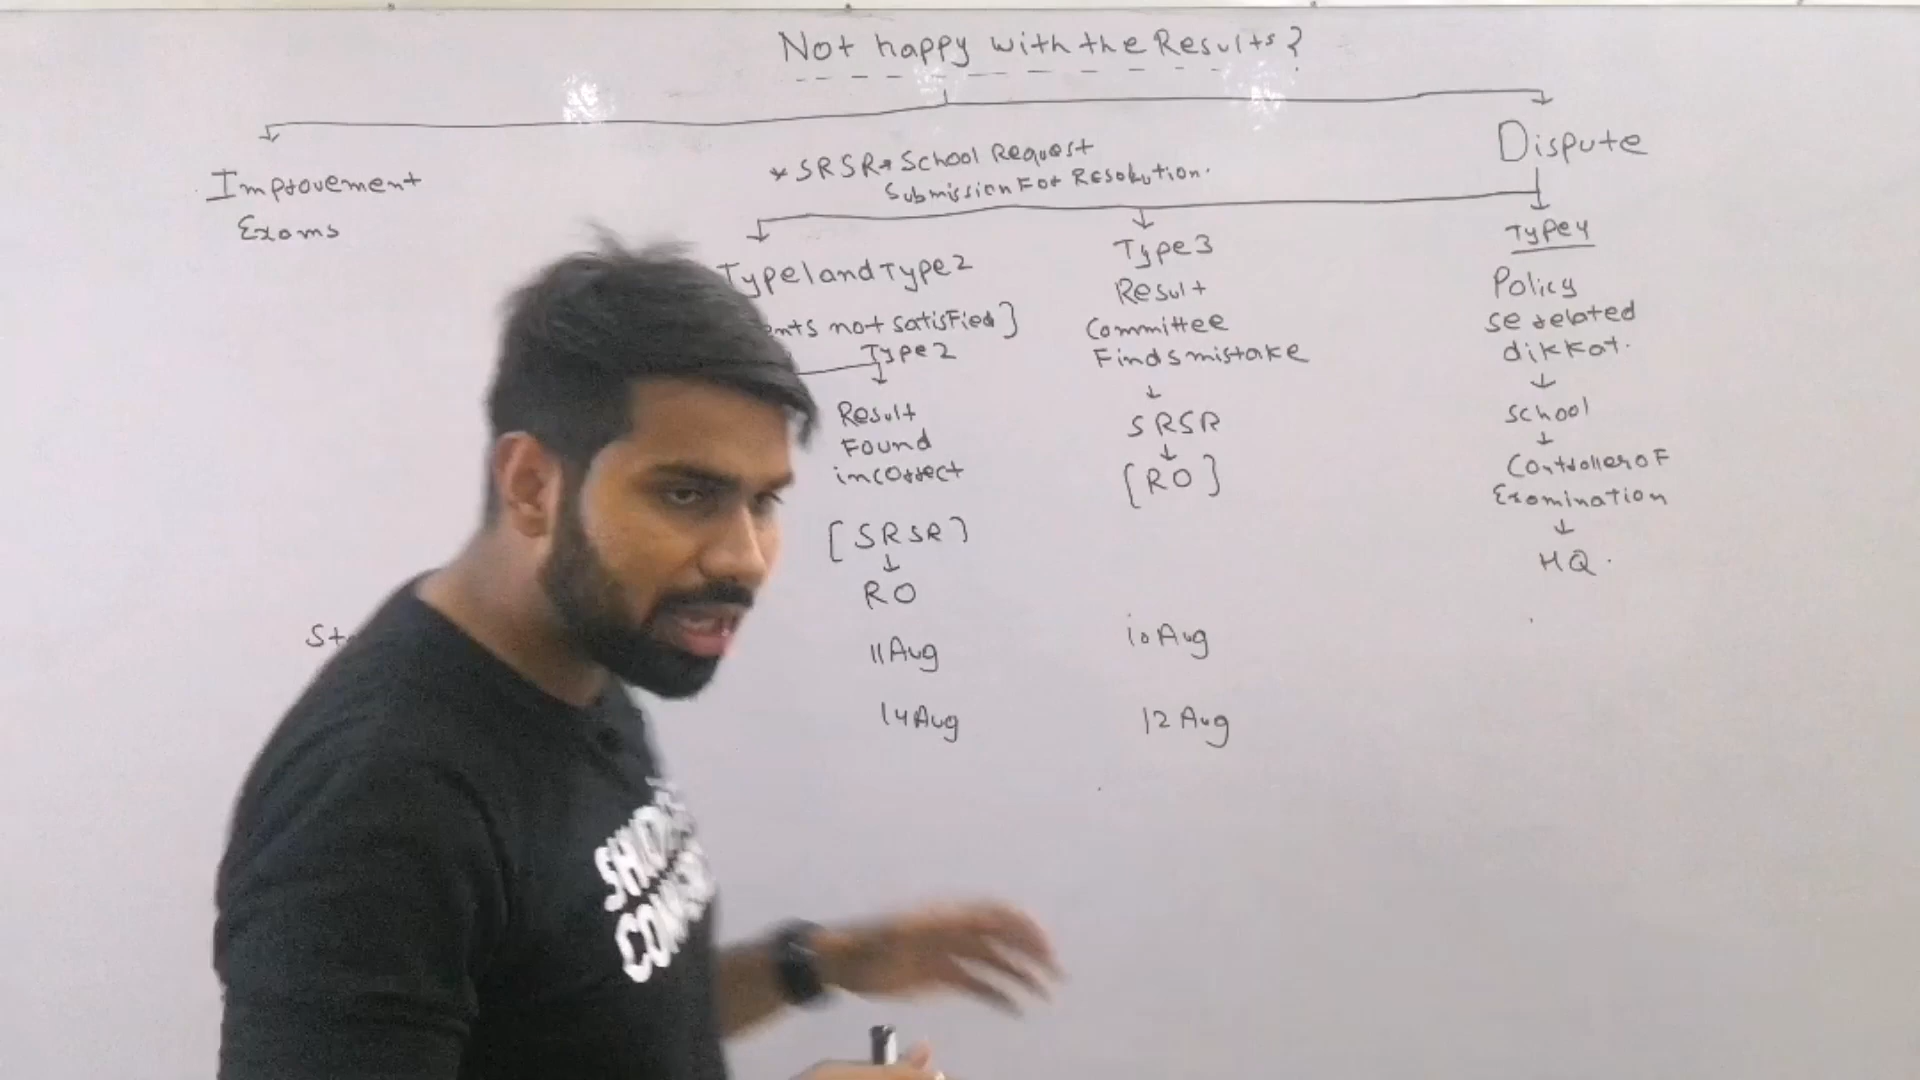 Not happy with the Results?
Dispute
Improvement
Exams
* SRSR → School Request
Submission For Resolution.
Type 1 and Type 2
not satisfied]
Type 2
Result
Found
incorrect
[SRSR]
↓
RO
11 Aug
14 Aug
Type 3
Result
Committee
Finds mistake
↓
SRSR
↓
[RO]
10 Aug
12 Aug
Type 4
Policy
se related
dikkat.
↓
School
↓
Controller of
Examination
↓
HQ.